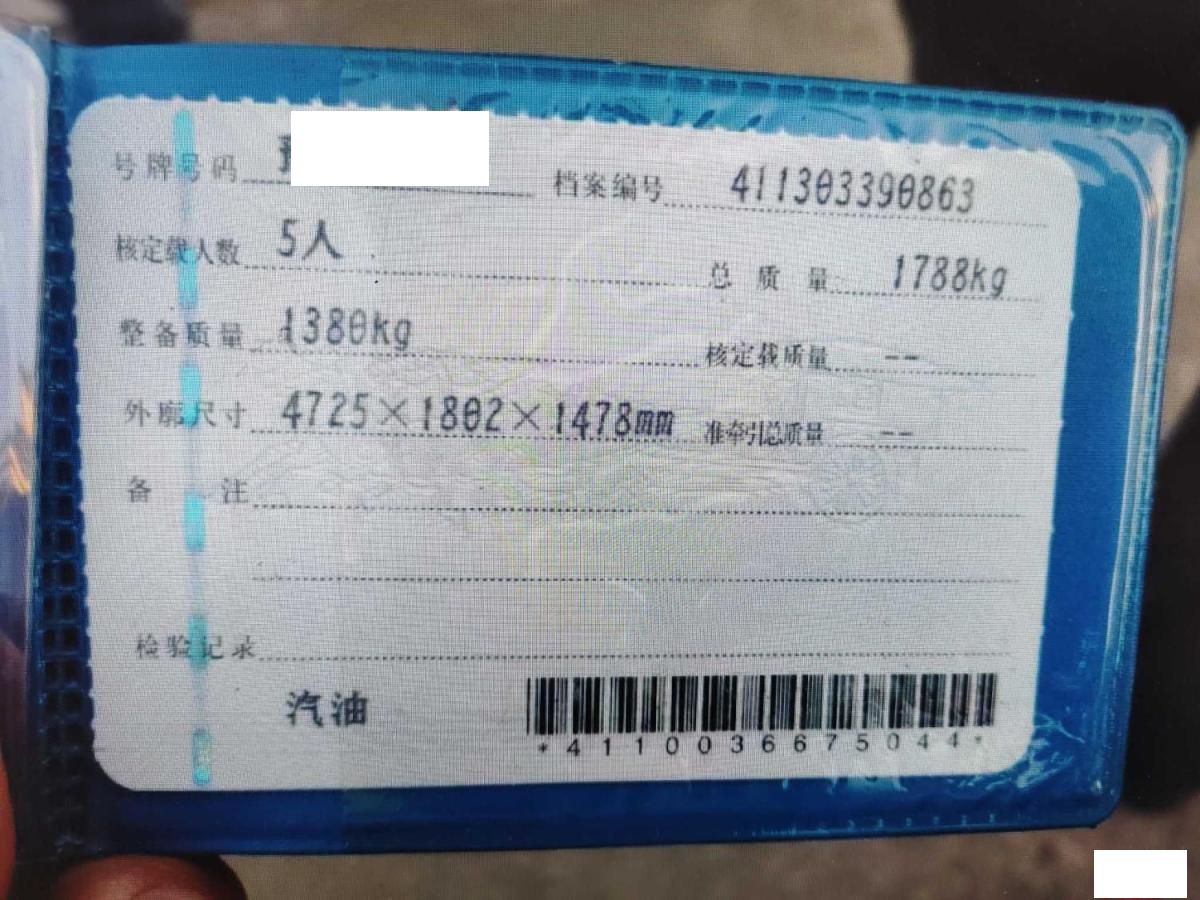 号牌号码 档案编号 411303390863
核定载人数 5人 总质量 1788kg
整备质量 1380kg 核定载质量 --
外廓尺寸 4725×1802×1478mm 准牵引总质量 --
备注
检验记录
汽油
*4110036675044*